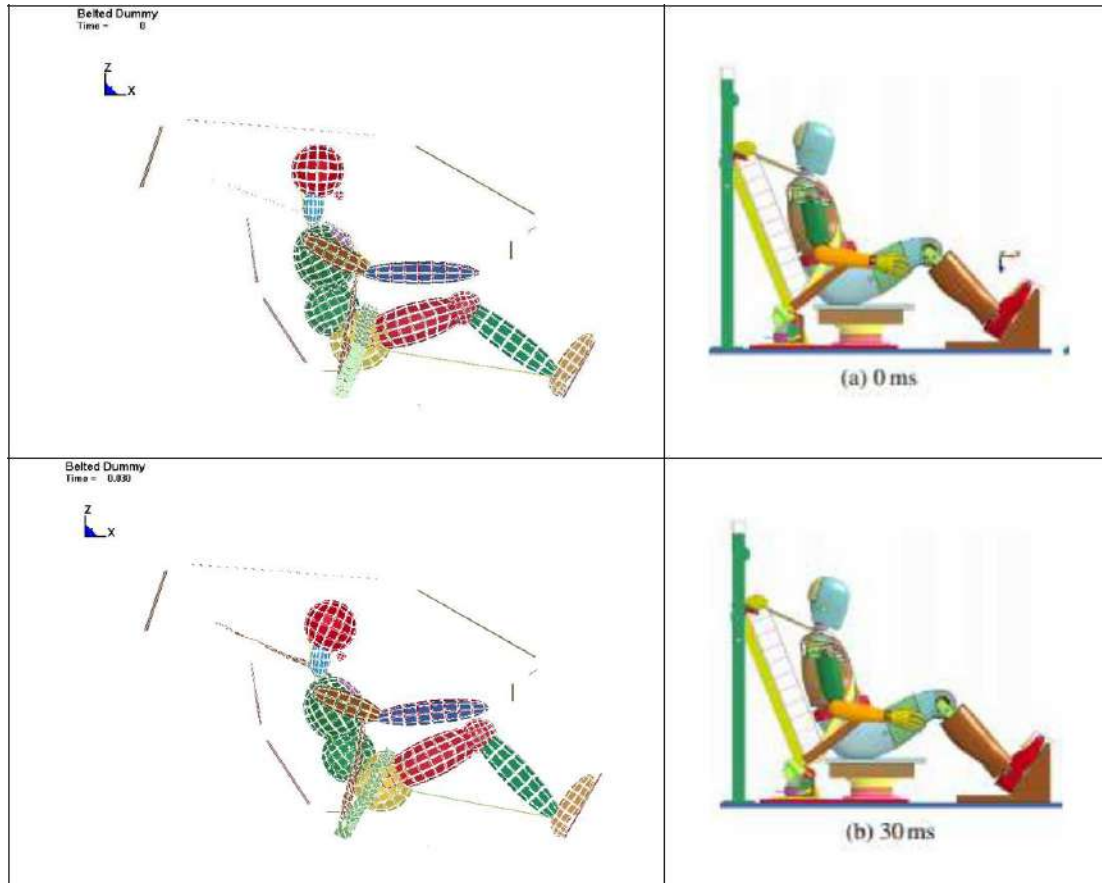 Belted Dummy
Time = 0
Z
X
(a) 0 ms
Belted Dummy
Time = 0.030
Z
X
(b) 30 ms